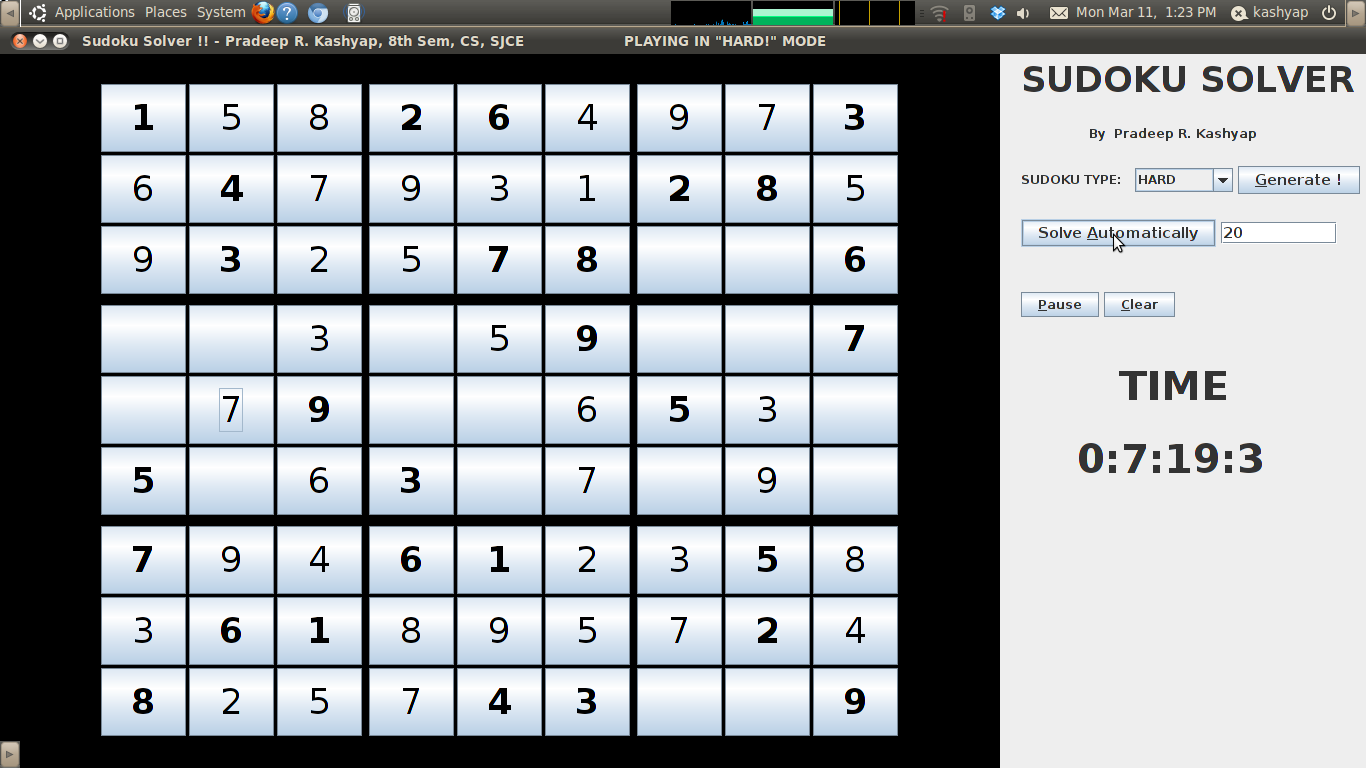 Applications Places System ? Mon Mar 11, 1:23 PM kashyap
Sudoku Solver !! - Pradeep R. Kashyap, 8th Sem, CS, SJCE PLAYING IN "HARD!" MODE
SUDOKU SOLVER
By Pradeep R. Kashyap
SUDOKU TYPE: HARD Generate !
Solve Automatically 20
Pause Clear
TIME
0:7:19:3
1 5 8 2 6 4 9 7 3
6 4 7 9 3 1 2 8 5
9 3 2 5 7 8 6
3 5 9 7
7 9 6 5 3
5 6 3 7 9
7 9 4 6 1 2 3 5 8
3 6 1 8 9 5 7 2 4
8 2 5 7 4 3 9